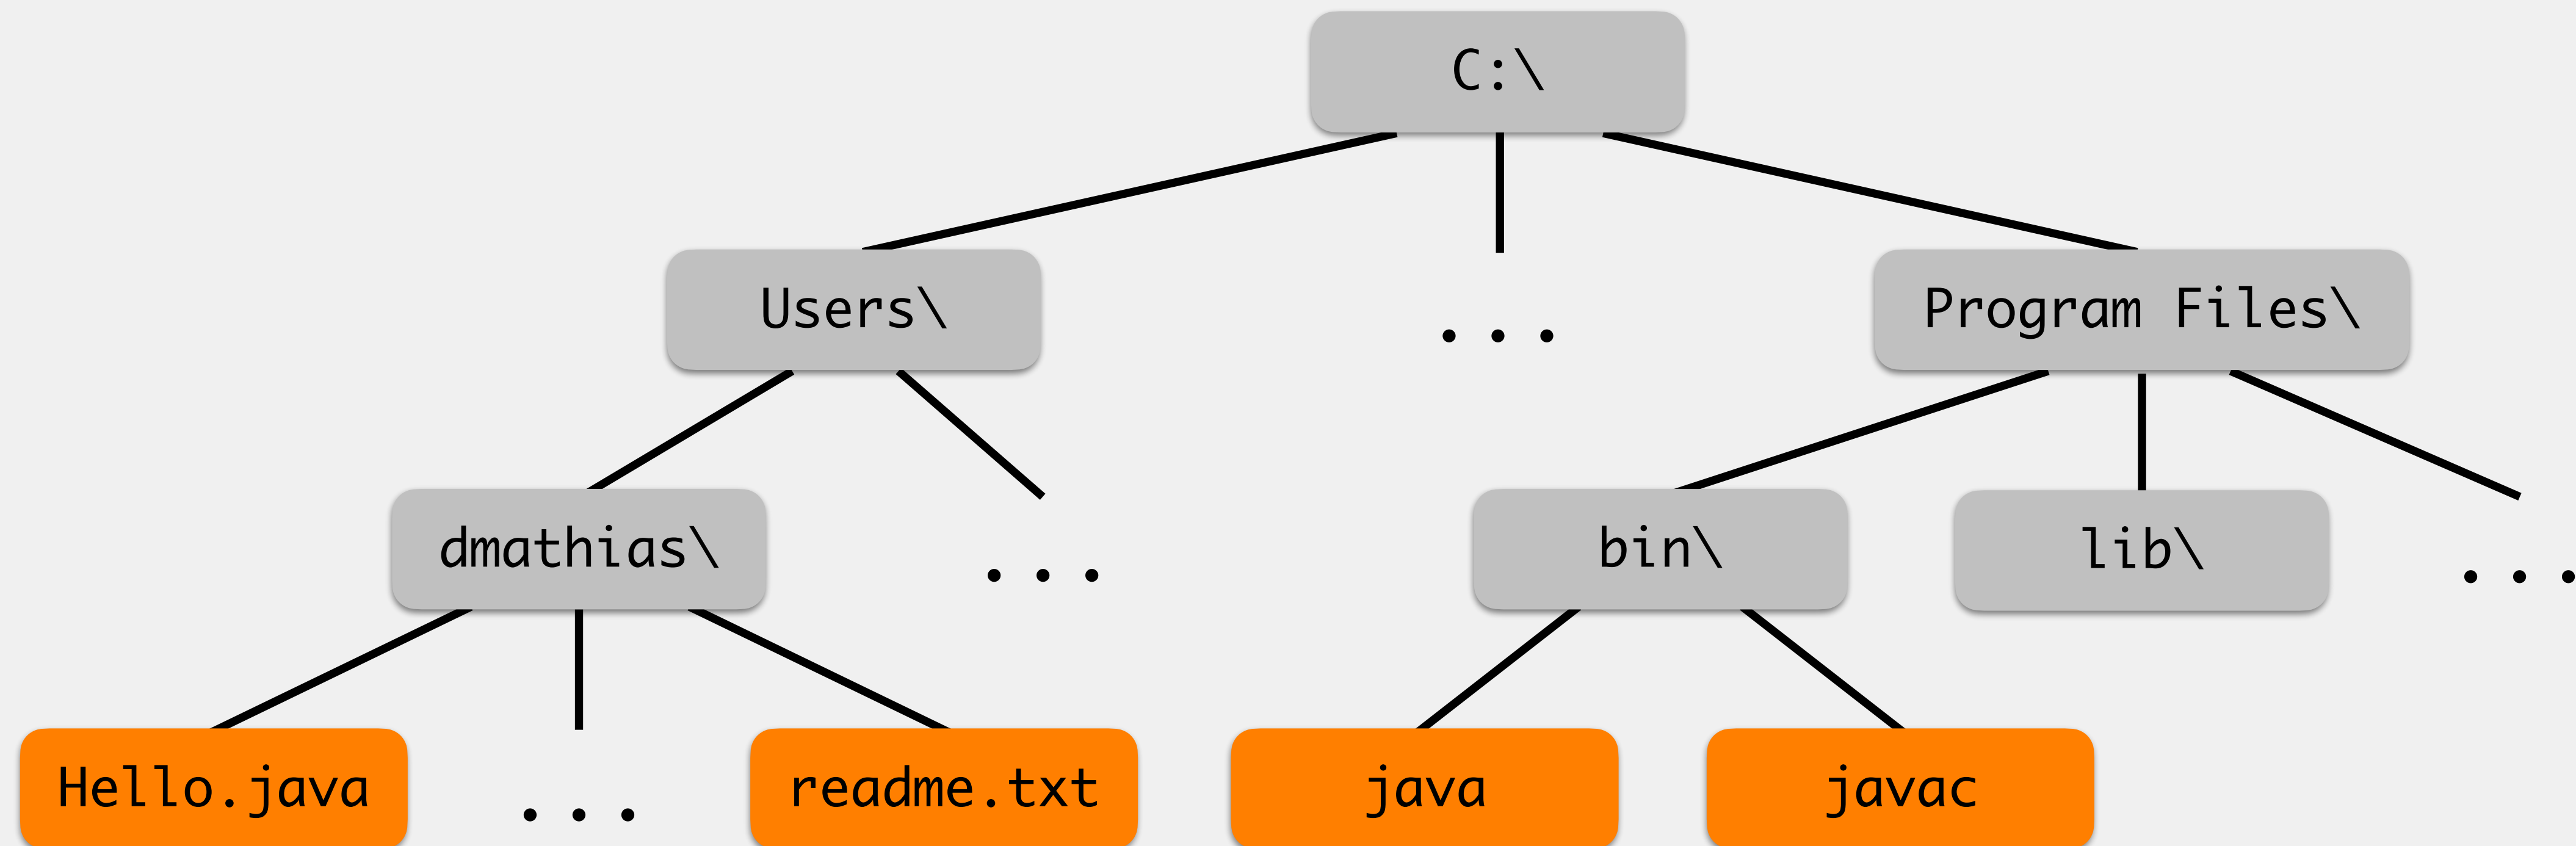 C:\
Users\
. . .
Program Files\
dmathias\
. . .
bin\
lib\
. . .
Hello.java
. . .
readme.txt
java
javac